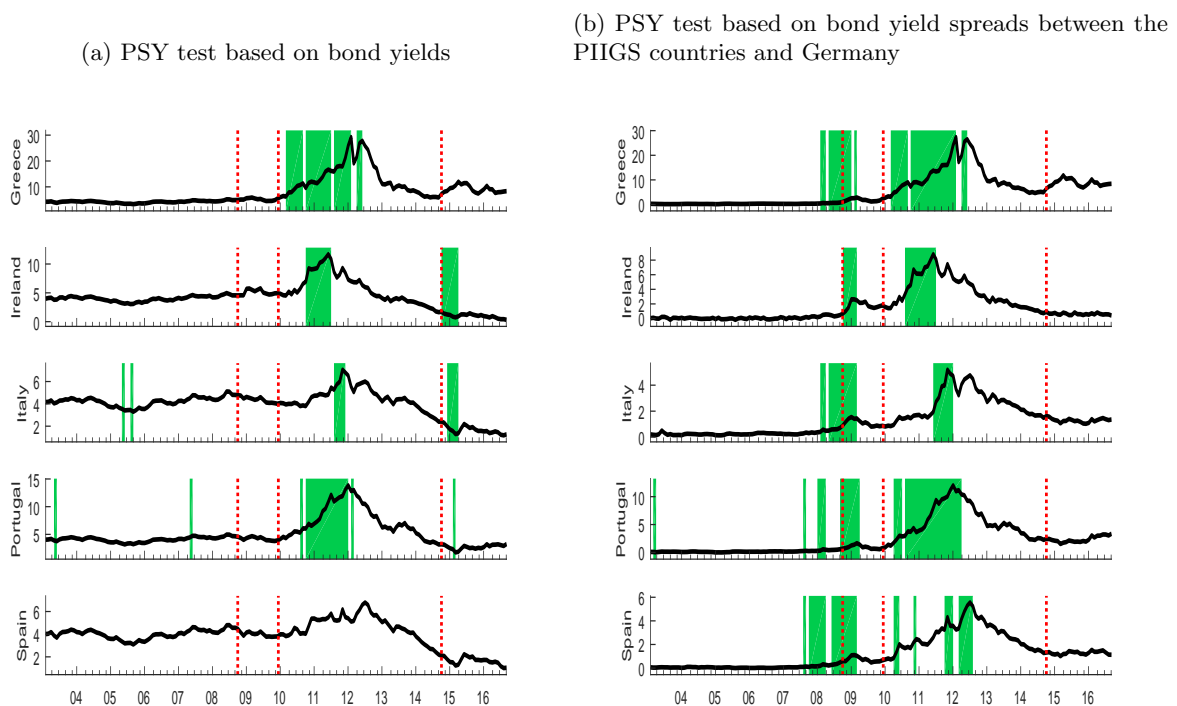 (a) PSY test based on bond yields
(b) PSY test based on bond yield spreads between the
PIIGS countries and Germany
Greece
30
20
10
Ireland
10
5
0
Italy
6
4
2
Portugal
15
10
5
Spain
6
4
2
04 05 06 07 08 09 10 11 12 13 14 15 16
Greece
30
20
10
0
Ireland
8
6
4
2
0
Italy
4
2
0
Portugal
10
5
0
Spain
6
4
2
0
04 05 06 07 08 09 10 11 12 13 14 15 16